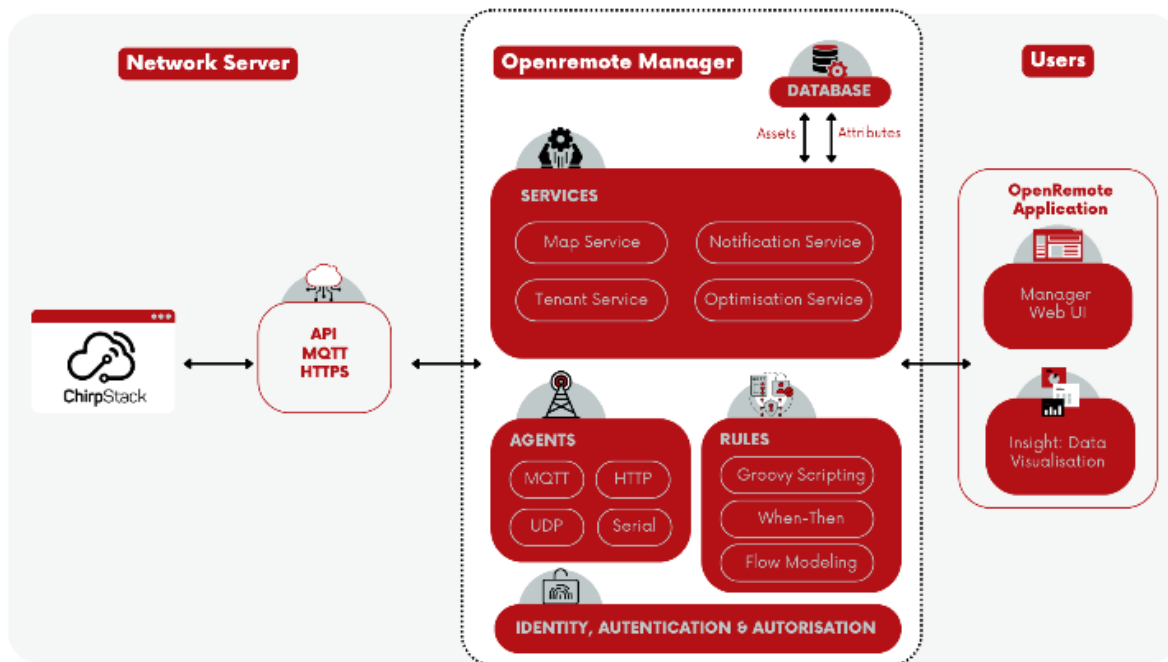 Network Server
Openremote Manager
Users
DATABASE
Assets
Attributes
SERVICES
Map Service
Notification Service
Tenant Service
Optimisation Service
OpenRemote
Application
Manager
Web UI
Insight: Data
Visualisation
API
MQTT
HTTPS
ChirpStack
AGENTS
MQTT
HTTP
UDP
Serial
RULES
Groovy Scripting
When-Then
Flow Modeling
IDENTITY, AUTENTICATION & AUTORISATION